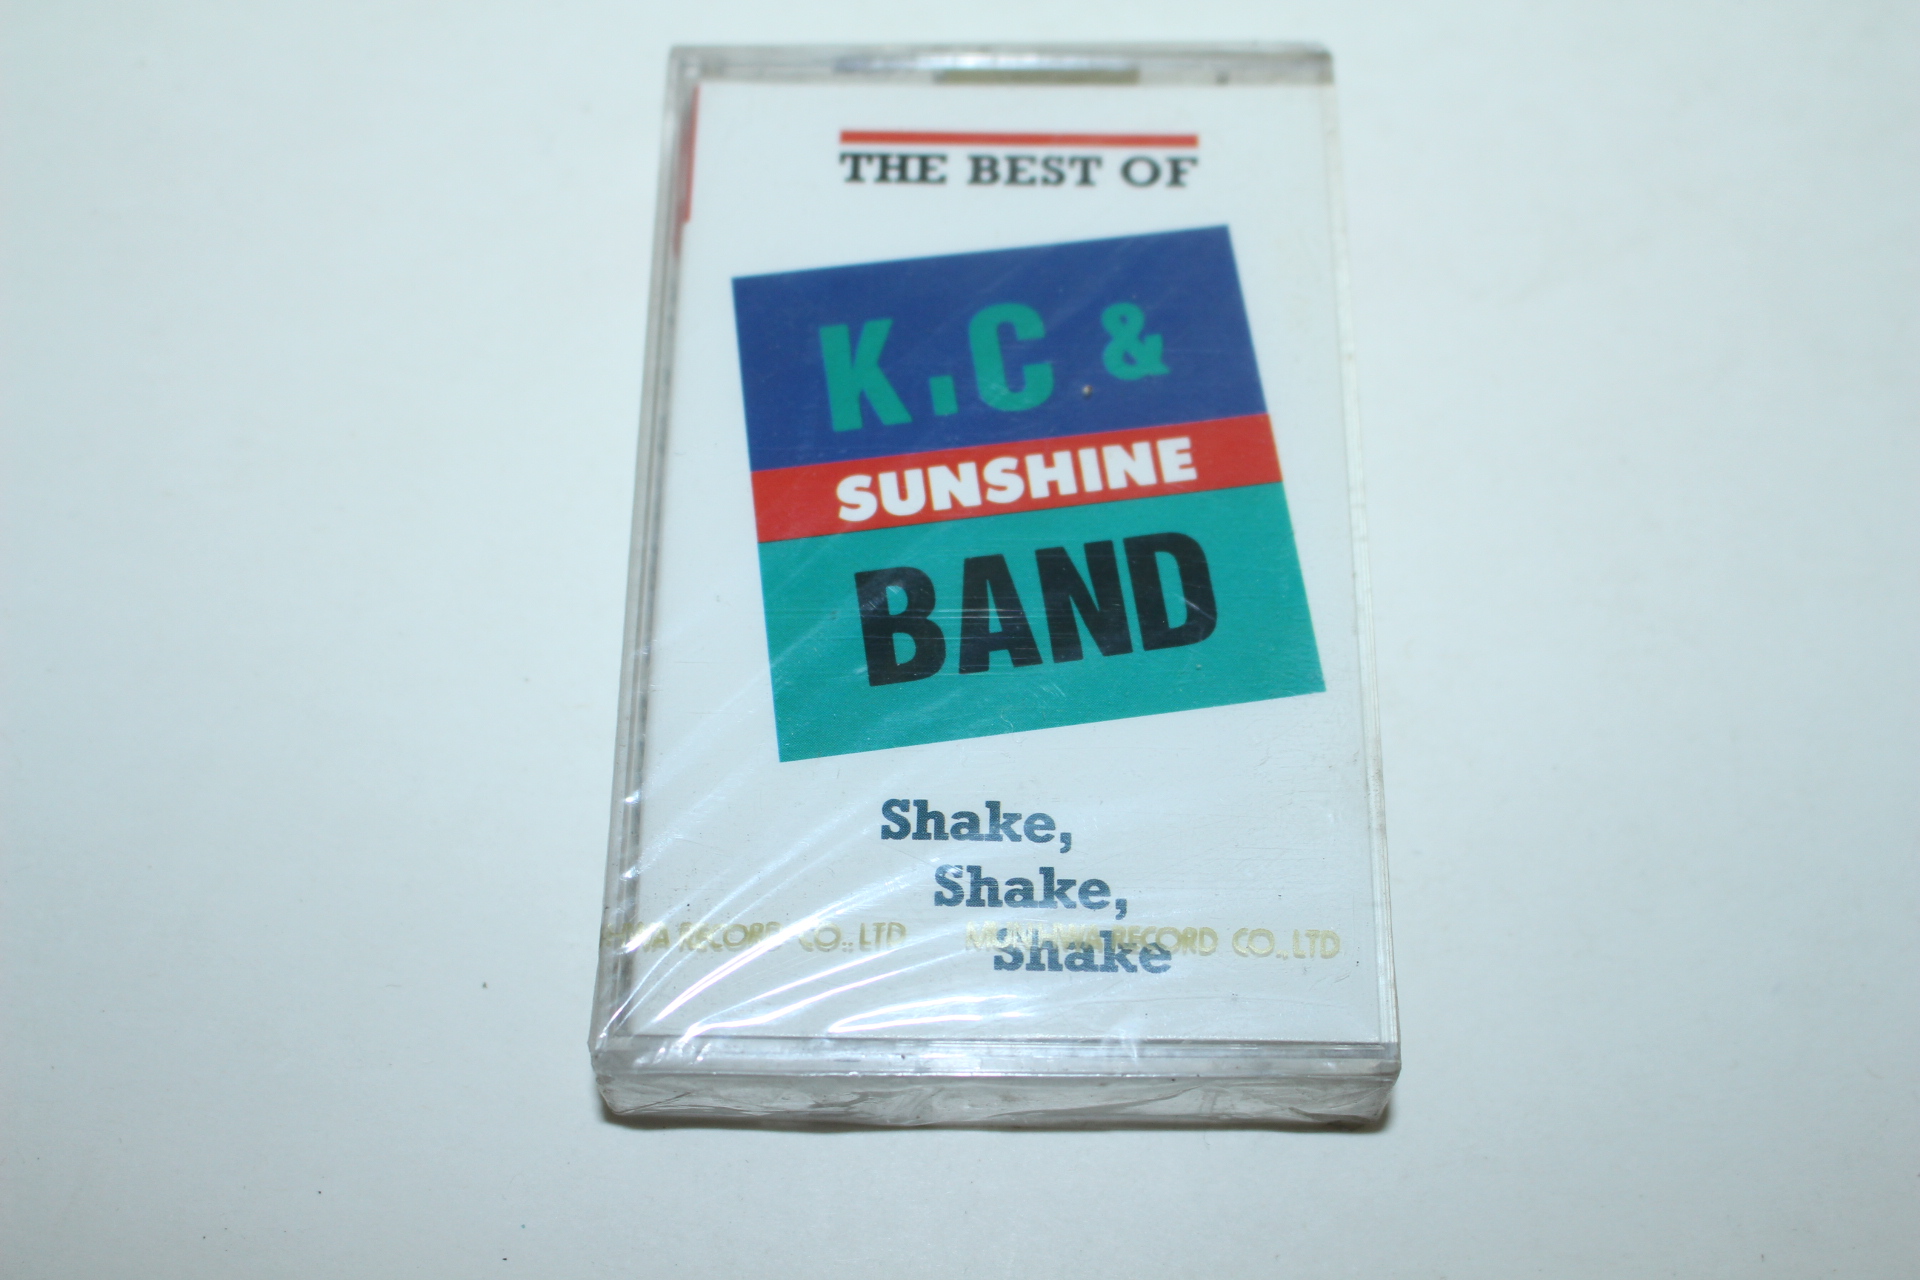 THE BEST OF
K.C &
SUNSHINE
BAND
Shake,
Shake,
Shake
RECORD CO.,LTD RECORD CO.,LTD